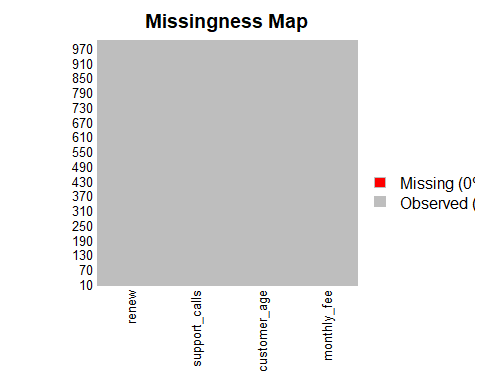 Missingness Map
970
910
850
790
730
670
610
550
490
430
370
310
250
190
130
70
10
Missing (0%
Observed (
renew
support_calls
customer_age
monthly_fee